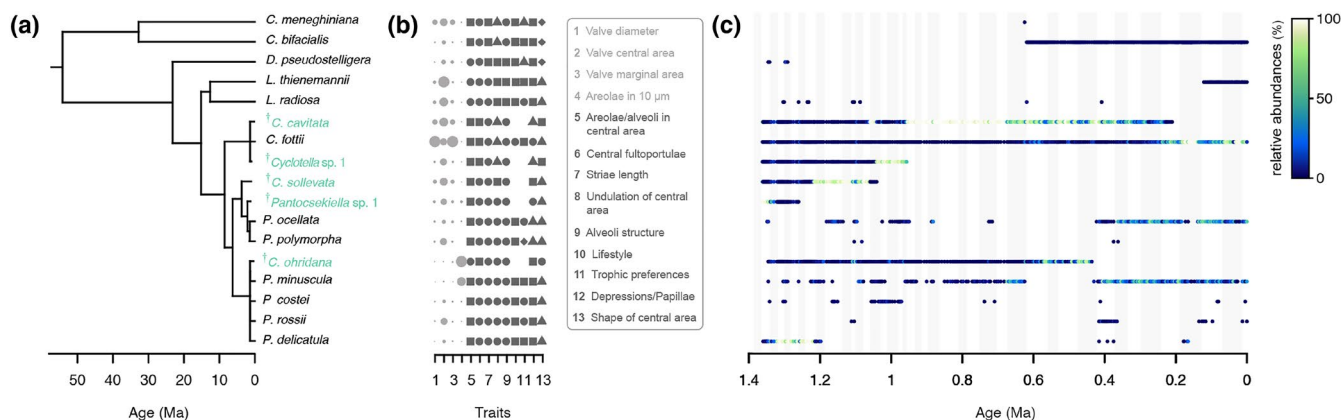 (a)
C. meneghiniana
C. bifacialis
D. pseudostelligera
L. thienemannii
L. radiosa
†C. cavitata
C. fottii
†Cyclotella sp. 1
†C. sollevata
†Pantocsekiella sp. 1
P. ocellata
P. polymorpha
†C. ohridana
P. minuscula
P costei
P. rossii
P. delicatula
50 40 30 20 10 0
Age (Ma)
(b)
1 3 5 7 9 11 13
Traits
1 Valve diameter
2 Valve central area
3 Valve marginal area
4 Areolae in 10 µm
5 Areolae/alveoli in
central area
6 Central fultoportulae
7 Striae length
8 Undulation of central
area
9 Alveoli structure
10 Lifestyle
11 Trophic preferences
12 Depressions/Papillae
13 Shape of central area
(c)
1.4 1.2 1 0.8 0.6 0.4 0.2 0
Age (Ma)
100
50
0
relative abundances (%)